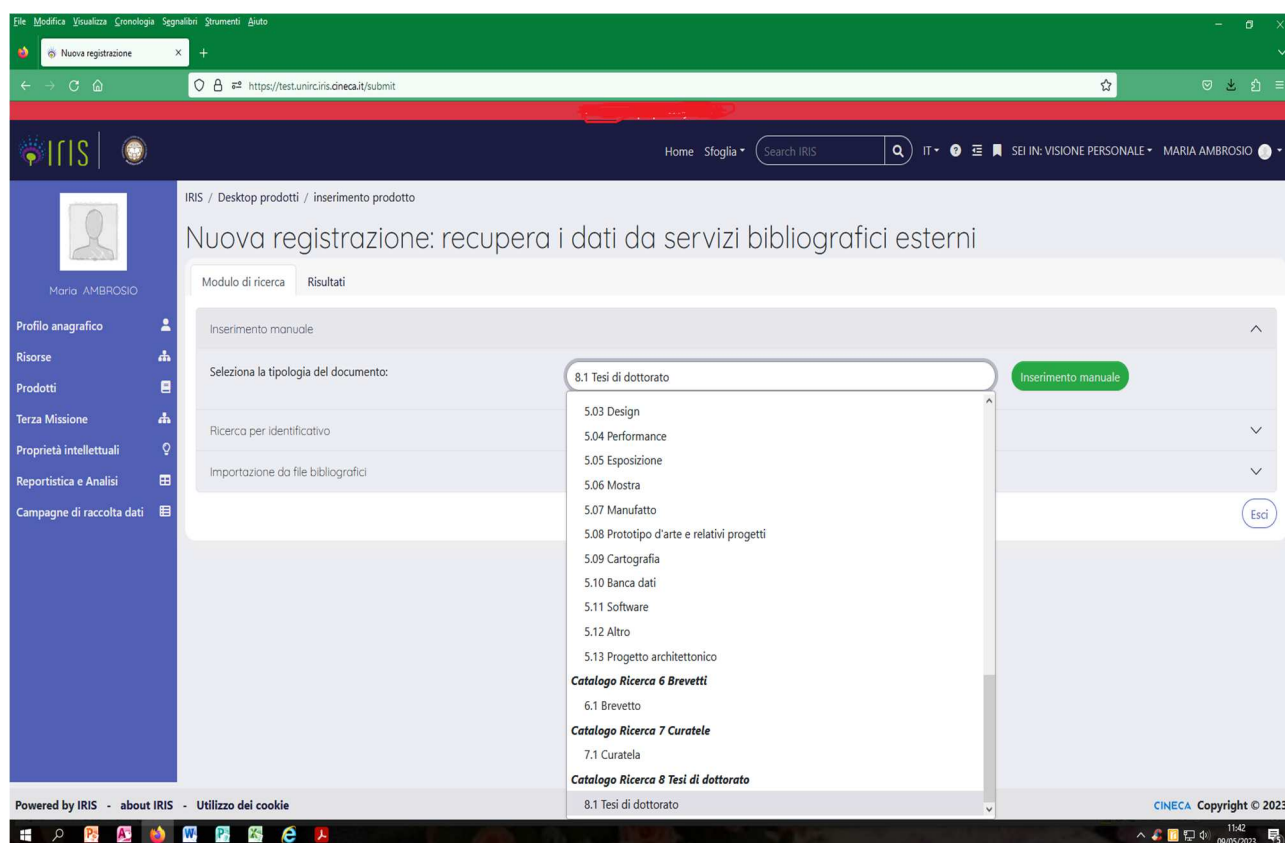 File Modifica Visualizza Cronologia Segnalibri Strumenti Aiuto
Nuova registrazione
https://test.unirc.iris.cineca.it/submit
IRIS
Home Sfoglia Search IRIS IT SEI IN: VISIONE PERSONALE MARIA AMBROSIO
IRIS / Desktop prodotti / inserimento prodotto
Nuova registrazione: recupera i dati da servizi bibliografici esterni
Maria AMBROSIO
Profilo anagrafico
Risorse
Prodotti
Terza Missione
Proprietà intellettuali
Reportistica e Analisi
Campagne di raccolta dati
Modulo di ricerca Risultati
Inserimento manuale
Seleziona la tipologia del documento:
8.1 Tesi di dottorato
Inserimento manuale
Ricerca per identificativo
Importazione da file bibliografici
5.03 Design
5.04 Performance
5.05 Esposizione
5.06 Mostra
5.07 Manufatto
5.08 Prototipo d'arte e relativi progetti
5.09 Cartografia
5.10 Banca dati
5.11 Software
5.12 Altro
5.13 Progetto architettonico
Catalogo Ricerca 6 Brevetti
6.1 Brevetto
Catalogo Ricerca 7 Curatele
7.1 Curatela
Catalogo Ricerca 8 Tesi di dottorato
8.1 Tesi di dottorato
Esci
Powered by IRIS - about IRIS - Utilizzo dei cookie
CINECA Copyright © 2023
11:42
09/05/2023